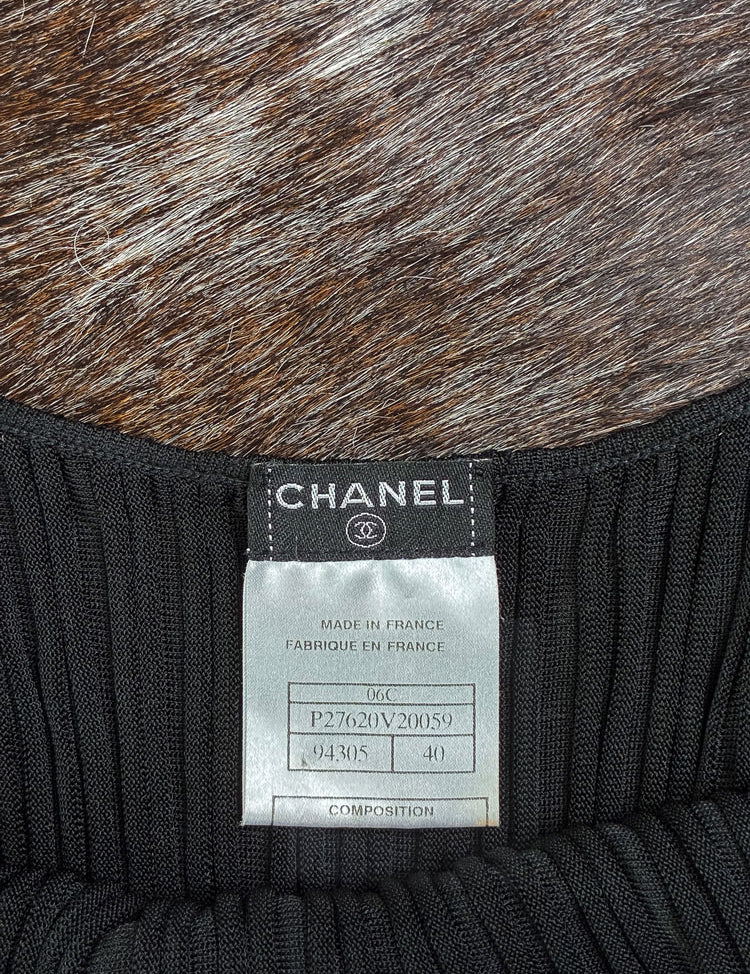 CHANEL
MADE IN FRANCE
FABRIQUE EN FRANCE
06C
P27620V20059
94305 40
COMPOSITION